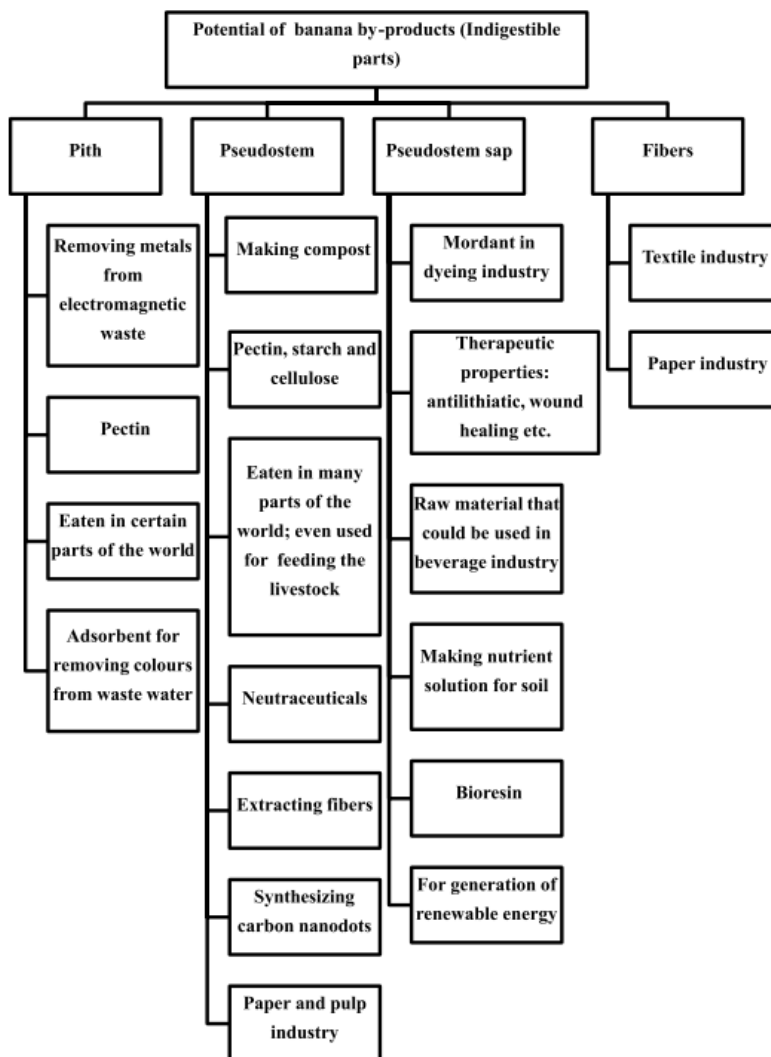 Potential of banana by-products (Indigestible
parts)
Pith
Pseudostem
Pseudostem sap
Fibers
Removing metals
from
electromagnetic
waste
Pectin
Eaten in certain
parts of the world
Adsorbent for
removing colours
from waste water
Making compost
Pectin, starch and
cellulose
Eaten in many
parts of the
world; even used
for feeding the
livestock
Neutraceuticals
Extracting fibers
Synthesizing
carbon nanodots
Paper and pulp
industry
Mordant in
dyeing industry
Therapeutic
properties:
antilithiatic, wound
healing etc.
Raw material that
could be used in
beverage industry
Making nutrient
solution for soil
Bioresin
For generation of
renewable energy
Textile industry
Paper industry